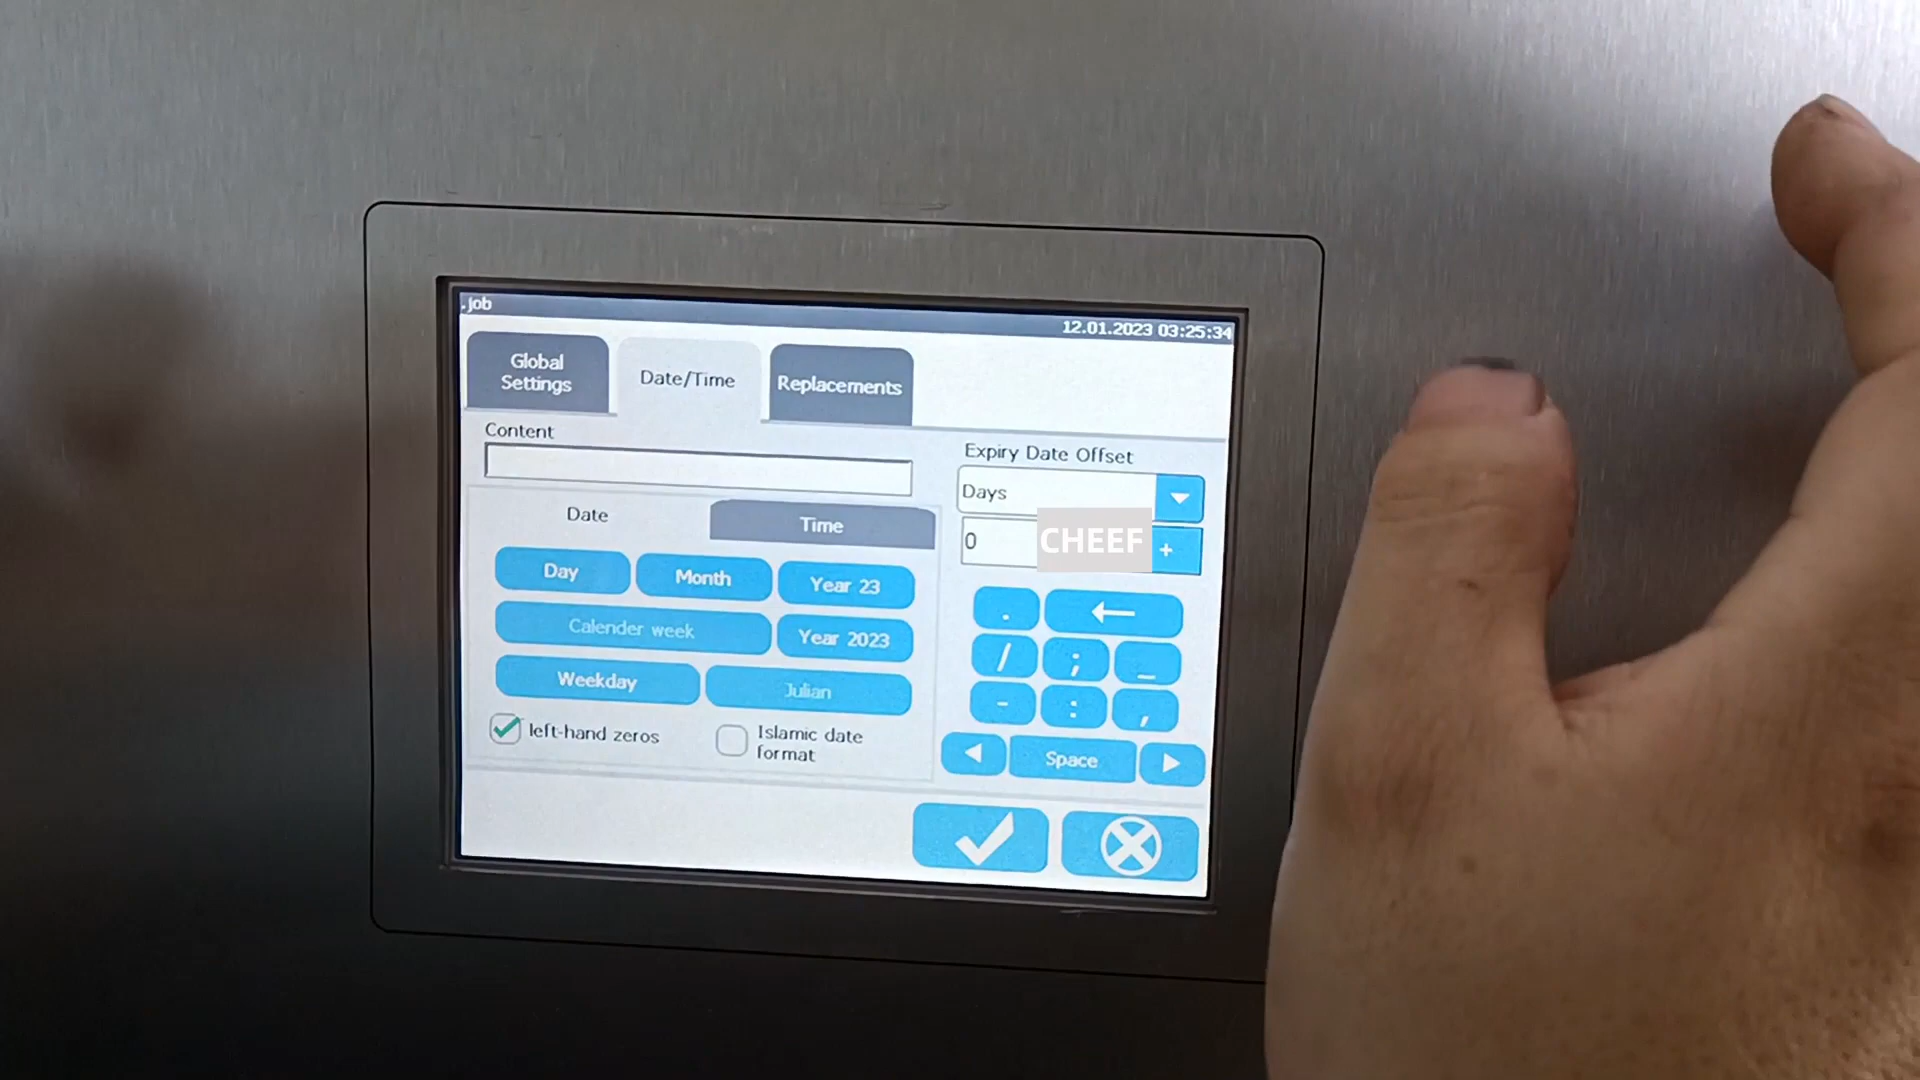 .job
12.01.2023 03:25:34
Global
Settings
Date/Time
Replacements
Content
Expiry Date Offset
Days
0
CHEEF
+
Date
Time
Day
Month
Year 23
Calender week
Year 2023
Weekday
Julian
left-hand zeros
Islamic date
format
.
←
/
;
_
-
:
,
Space